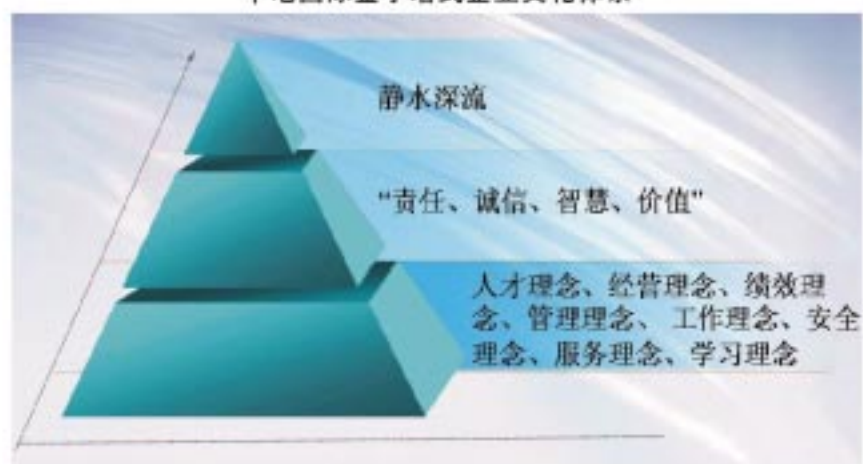 静水深流
“责任、诚信、智慧、价值”
人才理念、经营理念、绩效理
念、管理理念、 工作理念、安全
理念、服务理念、学习理念